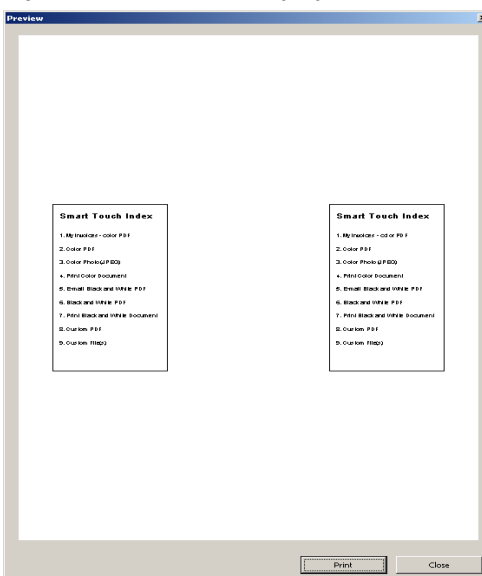 Preview
Smart Touch Index
1. My Invoices - color PDF
2. Color PDF
3. Color Photo(JPEG)
4. Print Color Document
5. E-mail Black and White PDF
6. Black and White PDF
7. Print Black and White Document
8. Custom PDF
9. Custom File(s)
Smart Touch Index
1. My Invoices - color PDF
2. Color PDF
3. Color Photo(JPEG)
4. Print Color Document
5. E-mail Black and White PDF
6. Black and White PDF
7. Print Black and White Document
8. Custom PDF
9. Custom File(s)
Print
Close